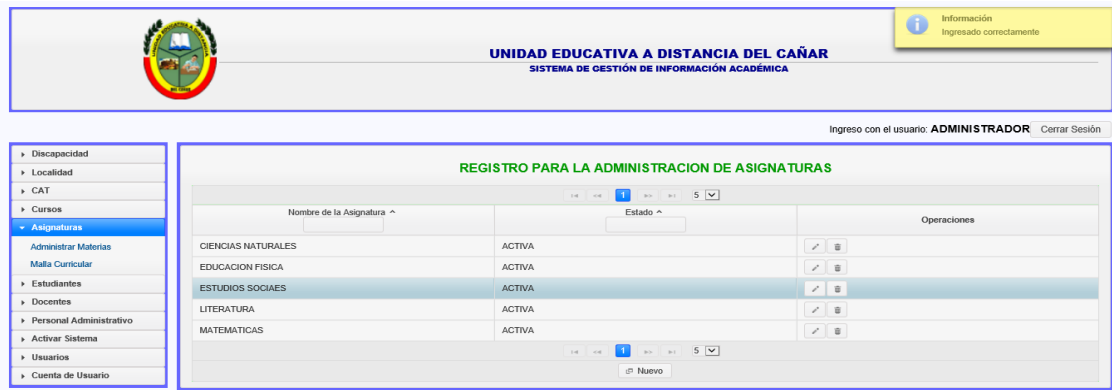 Información
Ingresado correctamente
UNIDAD EDUCATIVA A DISTANCIA DEL CAÑAR
SISTEMA DE GESTIÓN DE INFORMACIÓN ACADÉMICA
Ingreso con el usuario: ADMINISTRADOR Cerrar Sesión
Discapacidad
Localidad
CAT
Cursos
Asignaturas
Administrar Materias
Malla Curricular
Estudiantes
Docentes
Personal Administrativo
Activar Sistema
Usuarios
Cuenta de Usuario
REGISTRO PARA LA ADMINISTRACION DE ASIGNATURAS
1 5
Nombre de la Asignatura Estado Operaciones
CIENCIAS NATURALES ACTIVA
EDUCACION FISICA ACTIVA
ESTUDIOS SOCIAES ACTIVA
LITERATURA ACTIVA
MATEMATICAS ACTIVA
1 5
Nuevo